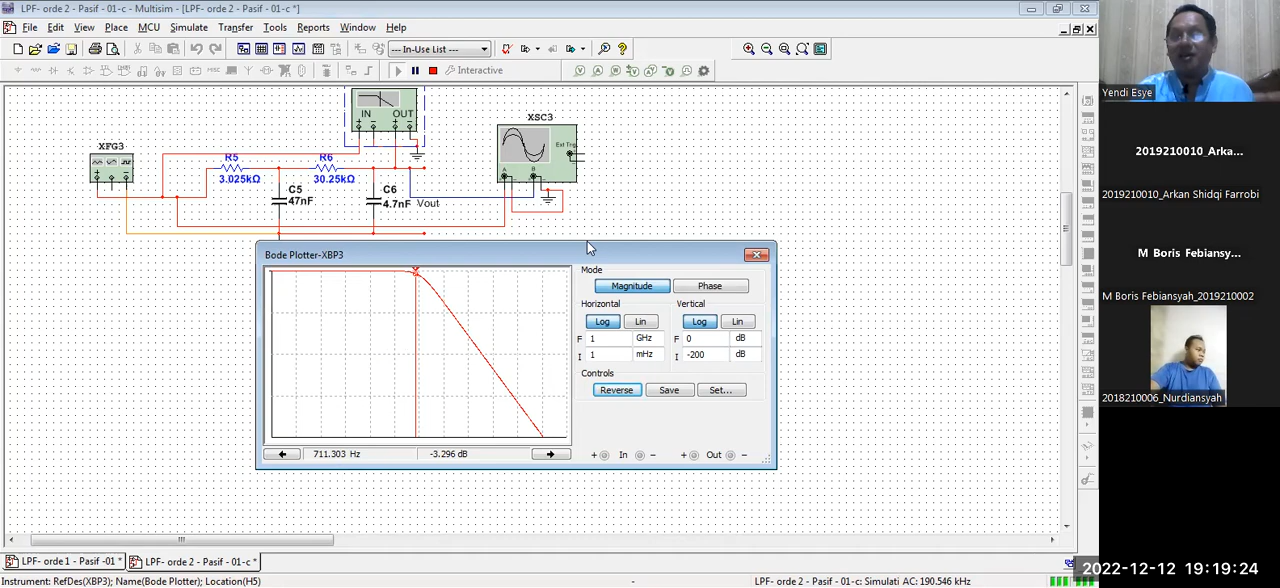 LPF- orde 2 - Pasif - 01-c - Multisim - [LPF- orde 2 - Pasif - 01-c *]
File Edit View Place MCU Simulate Transfer Tools Reports Window Help
--- In-Use List ---
Interactive
IN OUT
XSC3
Ext Trig
A B
XFG3
R5
3.025kΩ
R6
30.25kΩ
C5
47nF
C6
4.7nF
Vout
Bode Plotter-XBP3
Mode
Magnitude Phase
Horizontal Vertical
Log Lin Log Lin
F 1 GHz F 0 dB
I 1 mHz I -200 dB
Controls
Reverse Save Set...
711.303 Hz -3.296 dB
+ In - + Out -
LPF- orde 1 - Pasif -01 * LPF- orde 2 - Pasif - 01-c *
Instrument: RefDes(XBP3); Name(Bode Plotter); Location(H5) - LPF- orde 2 - Pasif - 01-c: Simulati AC: 190.546 kHz
Yendi Esye
2019210010_Arka...
2019210010_Arkan Shidqi Farrobi
M Boris Febiansy...
M Boris Febiansyah_2019210002
2018210006_Nurdiansyah
2022-12-12 19:19:24